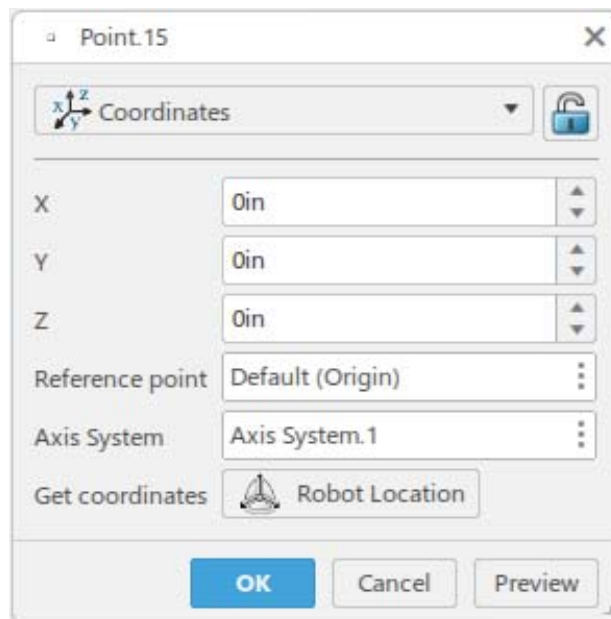 Point.15
x z y Coordinates
X 0in
Y 0in
Z 0in
Reference point Default (Origin)
Axis System Axis System.1
Get coordinates Robot Location
OK Cancel Preview